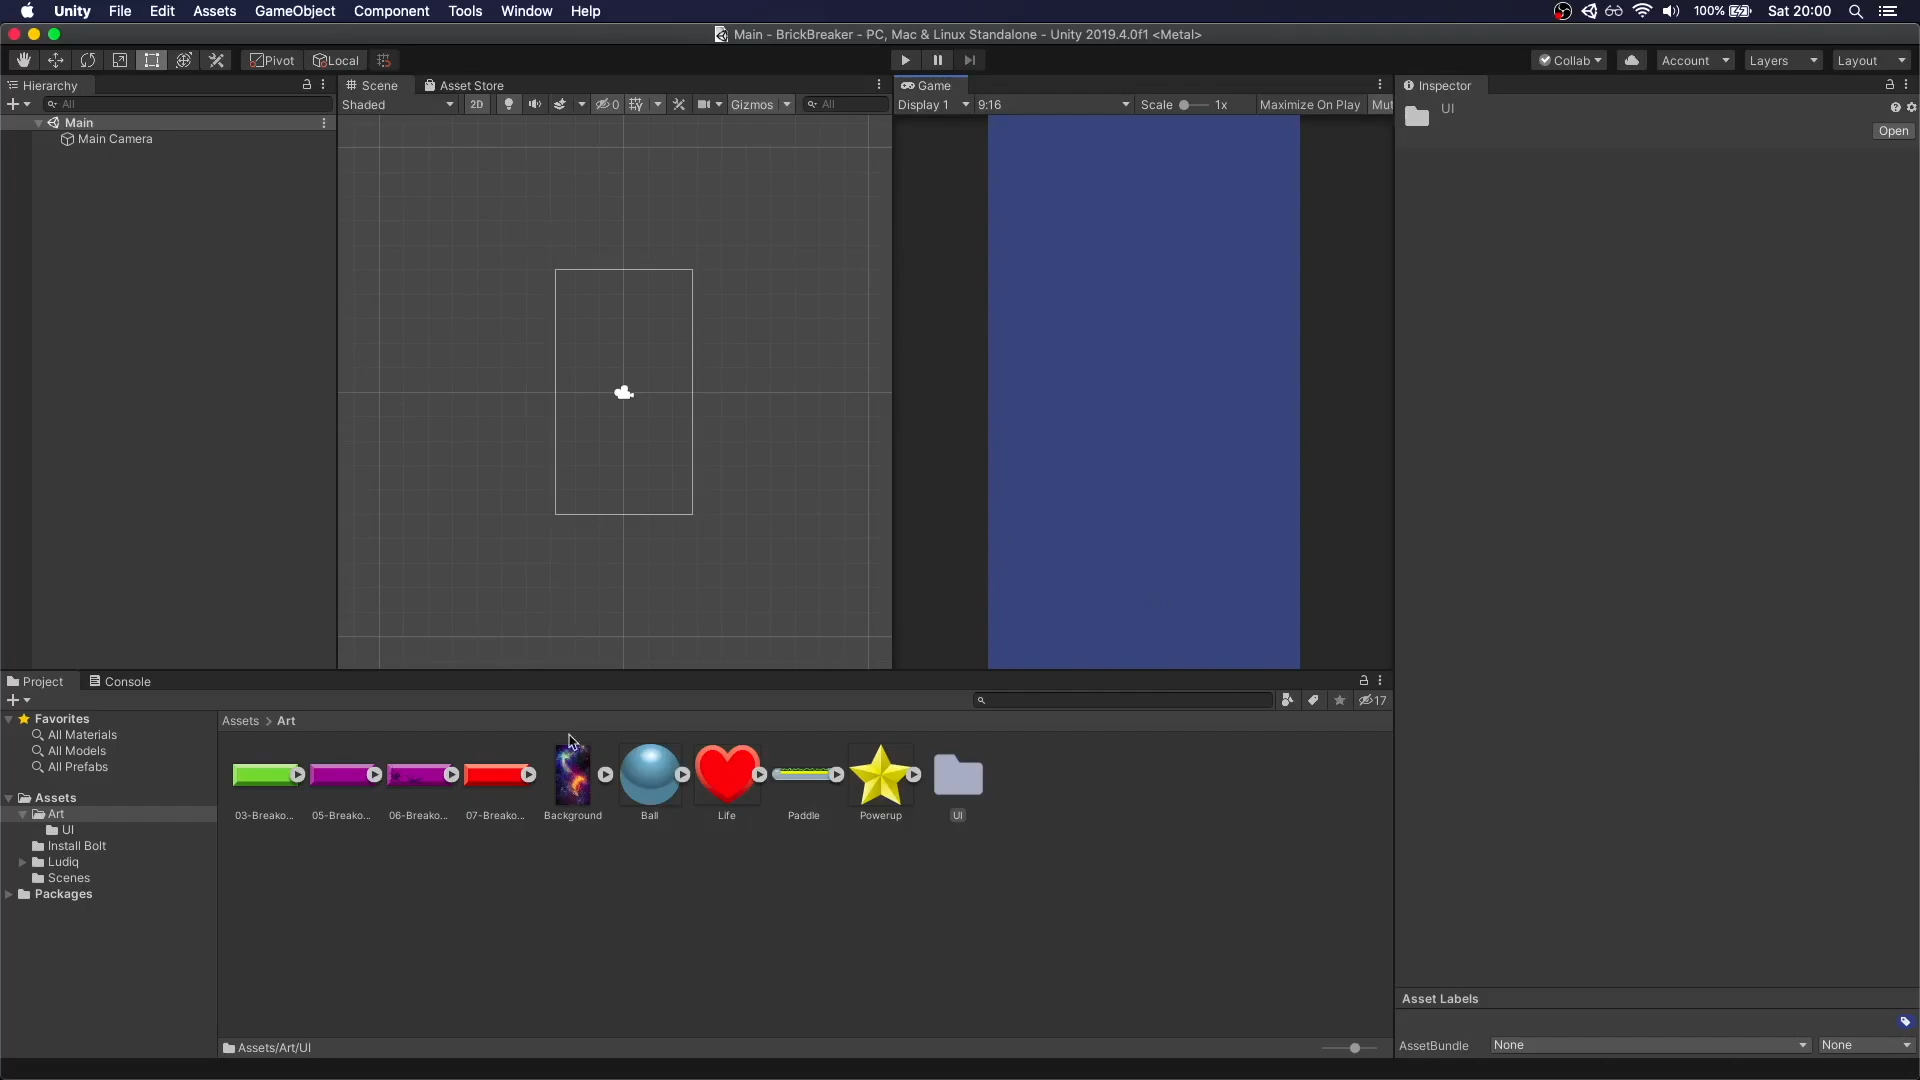 Unity File Edit Assets GameObject Component Tools Window Help 100% Sat 20:00
Main - BrickBreaker - PC, Mac & Linux Standalone - Unity 2019.4.0f1 <Metal>
Pivot Local Collab Account Layers Layout
Hierarchy Scene Asset Store Game Inspector
All Shaded 2D 0 Gizmos All Display 1 9:16 Scale 1x Maximize On Play Mut
UI
Open
Main
Main Camera
Project Console
17
Favorites
All Materials
All Models
All Prefabs
Assets
Art
UI
Install Bolt
Ludiq
Scenes
Packages
Assets > Art
03-Breako... 05-Breako... 06-Breako... 07-Breako... Background Ball Life Paddle Powerup UI
Assets/Art/UI
Asset Labels
AssetBundle None None